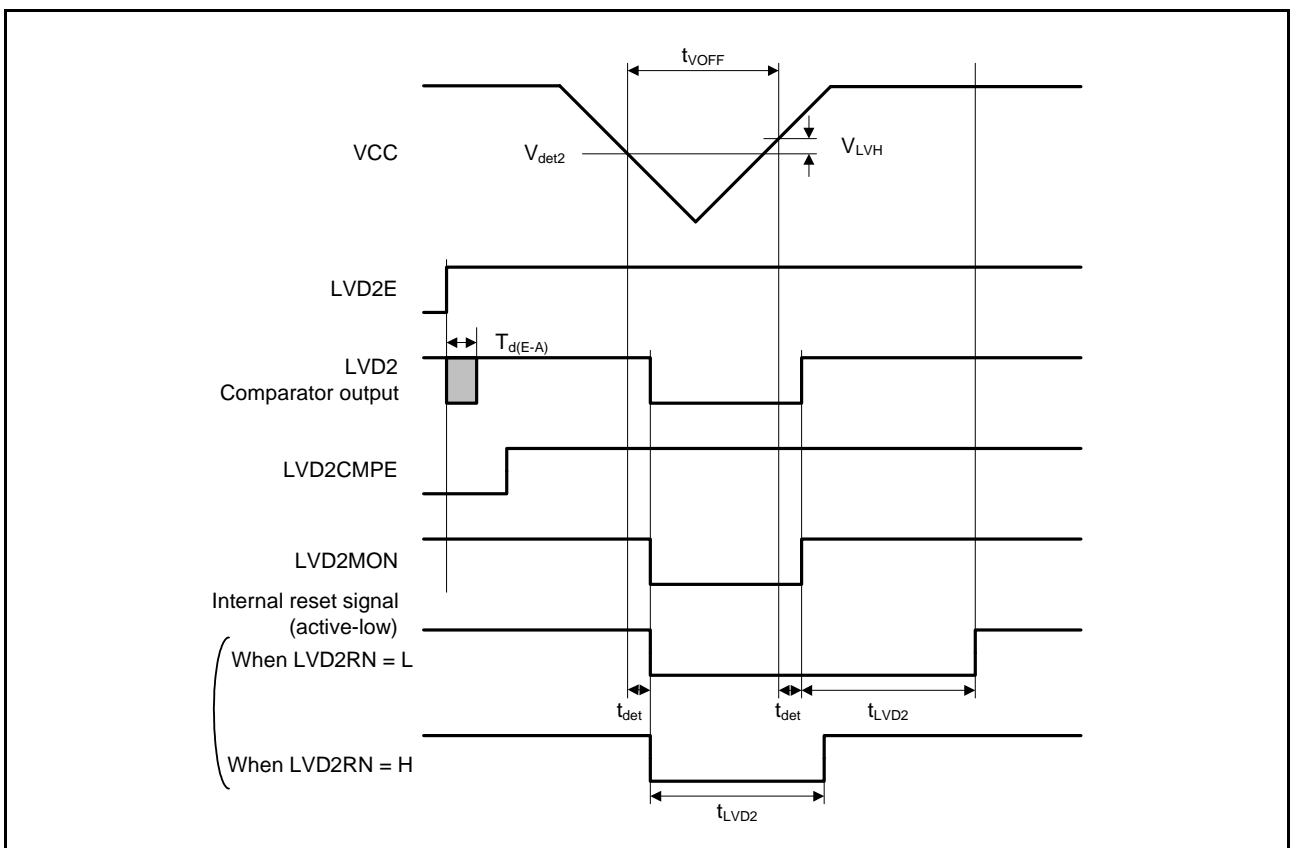 tVOFF
VCC
Vdet2
VLVH
LVD2E
Td(E-A)
LVD2
Comparator output
LVD2CMPE
LVD2MON
Internal reset signal
(active-low)
When LVD2RN = L
tdet
tdet
tLVD2
When LVD2RN = H
tLVD2